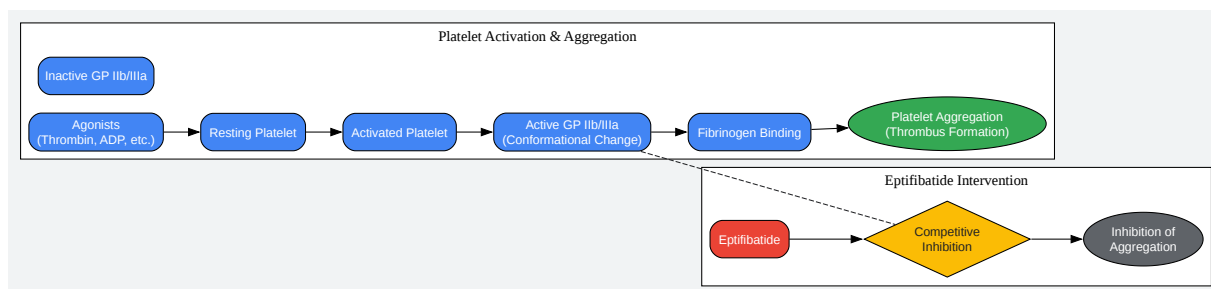 Platelet Activation & Aggregation
Inactive GP IIb/IIIa
Agonists
(Thrombin, ADP, etc.)
Resting Platelet
Activated Platelet
Active GP IIb/IIIa
(Conformational Change)
Fibrinogen Binding
Platelet Aggregation
(Thrombus Formation)
Eptifibatide Intervention
Eptifibatide
Competitive
Inhibition
Inhibition of
Aggregation